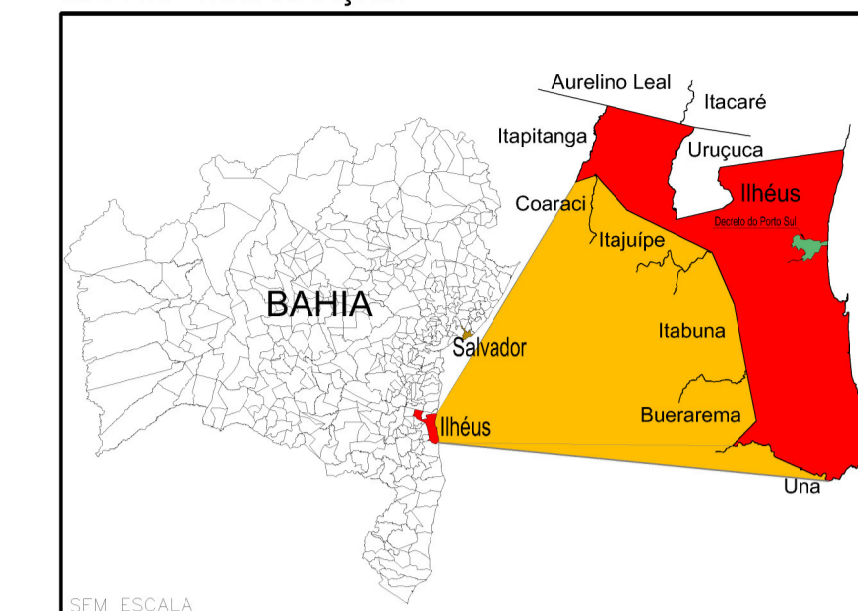 Aurelino Leal
Itacaré
Itapitanga
Uruçuca
Ilhéus
Coaraci
Decreto do Porto Sul
Itajuípe
BAHIA
Itabuna
Salvador
Buerarema
Ilhéus
Una
SEM ESCALA